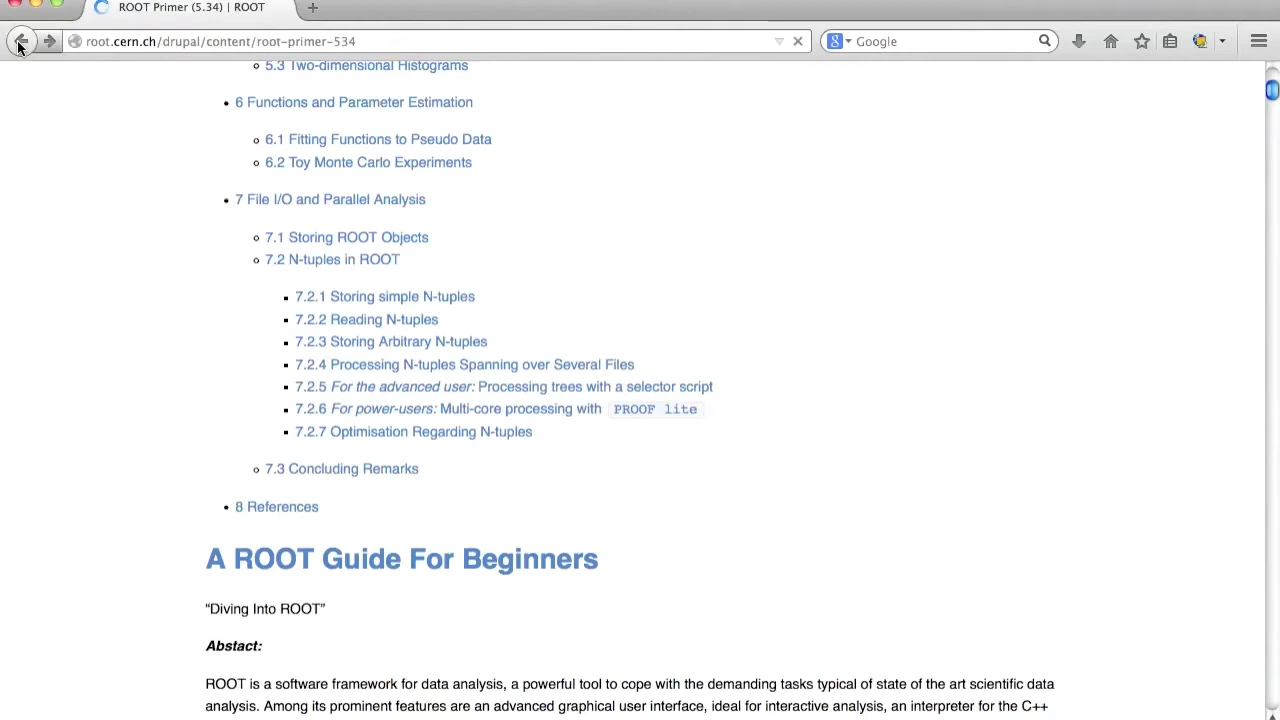 ROOT Primer (5.34) | ROOT
root.cern.ch/drupal/content/root-primer-534
Google
5.3 Two-dimensional Histograms
6 Functions and Parameter Estimation
6.1 Fitting Functions to Pseudo Data
6.2 Toy Monte Carlo Experiments
7 File I/O and Parallel Analysis
7.1 Storing ROOT Objects
7.2 N-tuples in ROOT
7.2.1 Storing simple N-tuples
7.2.2 Reading N-tuples
7.2.3 Storing Arbitrary N-tuples
7.2.4 Processing N-tuples Spanning over Several Files
7.2.5 For the advanced user: Processing trees with a selector script
7.2.6 For power-users: Multi-core processing with PROOF lite
7.2.7 Optimisation Regarding N-tuples
7.3 Concluding Remarks
8 References
A ROOT Guide For Beginners
“Diving Into ROOT”
Abstact:
ROOT is a software framework for data analysis, a powerful tool to cope with the demanding tasks typical of state of the art scientific data
analysis. Among its prominent features are an advanced graphical user interface, ideal for interactive analysis, an interpreter for the C++